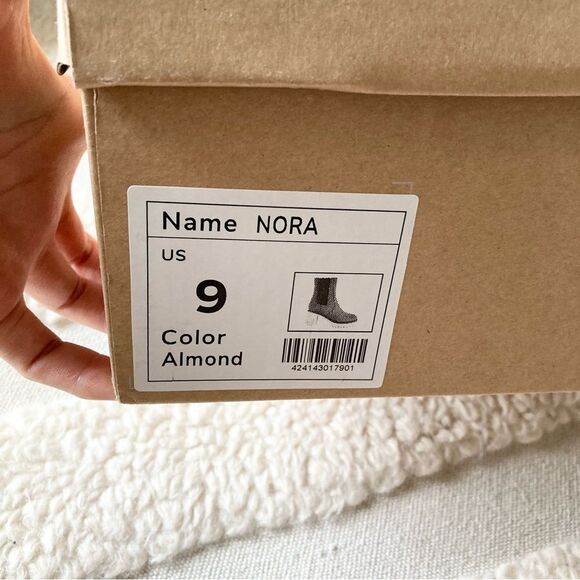 Name NORA
US
9
Color
Almond
424143017901